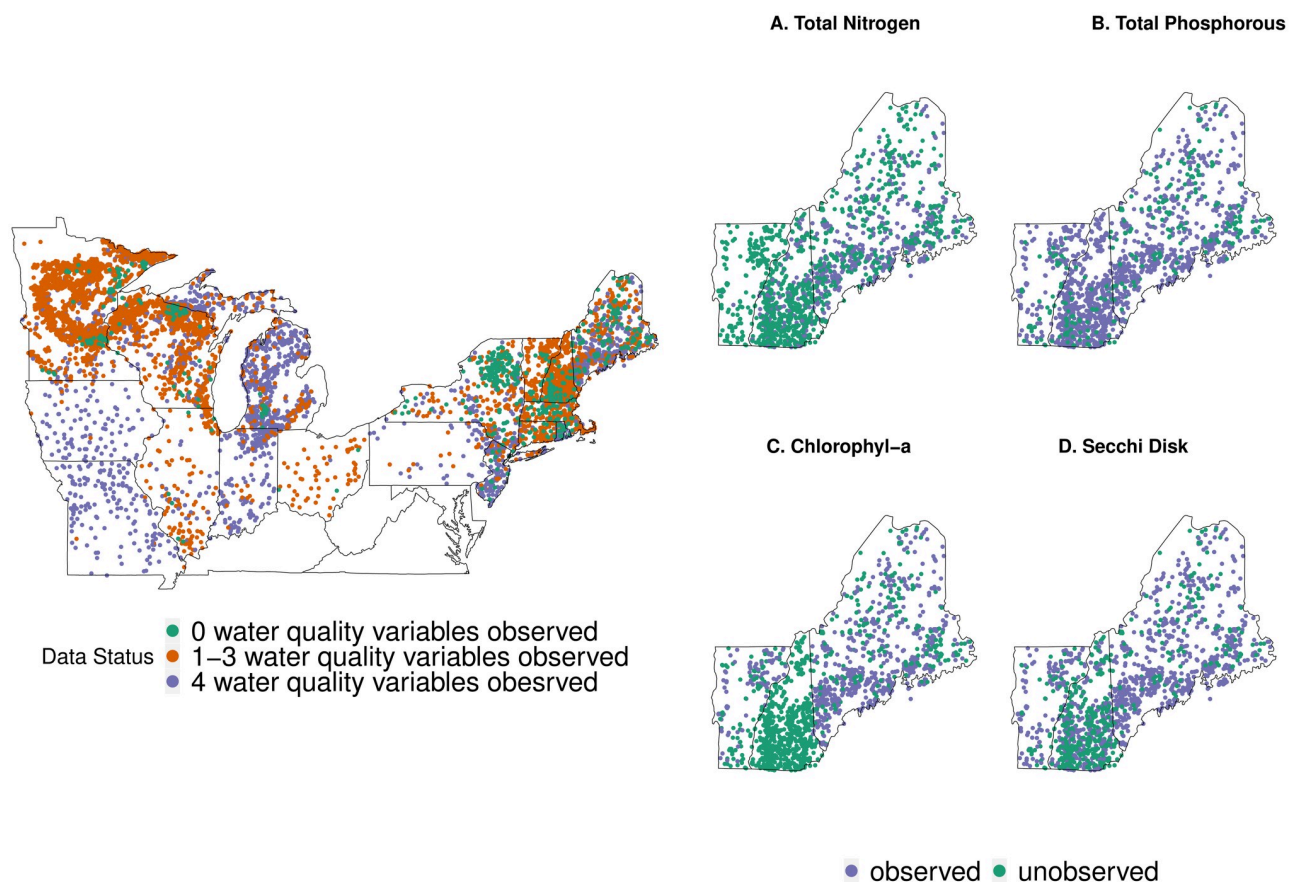 A. Total Nitrogen
B. Total Phosphorous
C. Chlorophyl−a
D. Secchi Disk
Data Status
0 water quality variables observed
1−3 water quality variables observed
4 water quality variables obesrved
observed
unobserved